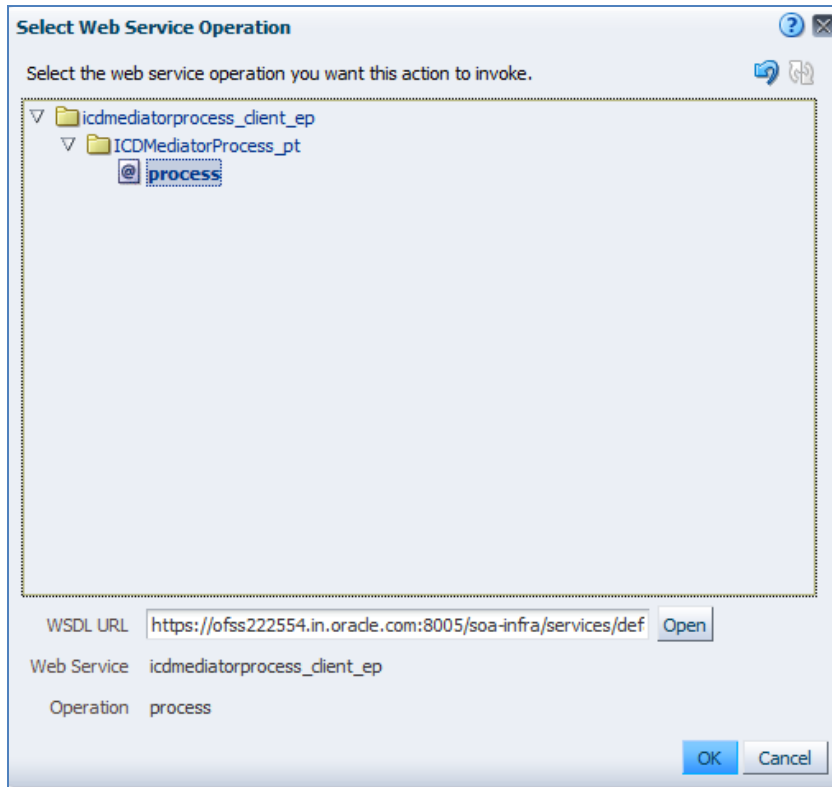 Select Web Service Operation
Select the web service operation you want this action to invoke.
icdmediatorprocess_client_ep
ICDMediatorProcess_pt
process
WSDL URL https://ofss222554.in.oracle.com:8005/soa-infra/services/def Open
Web Service icdmediatorprocess_client_ep
Operation process
OK Cancel